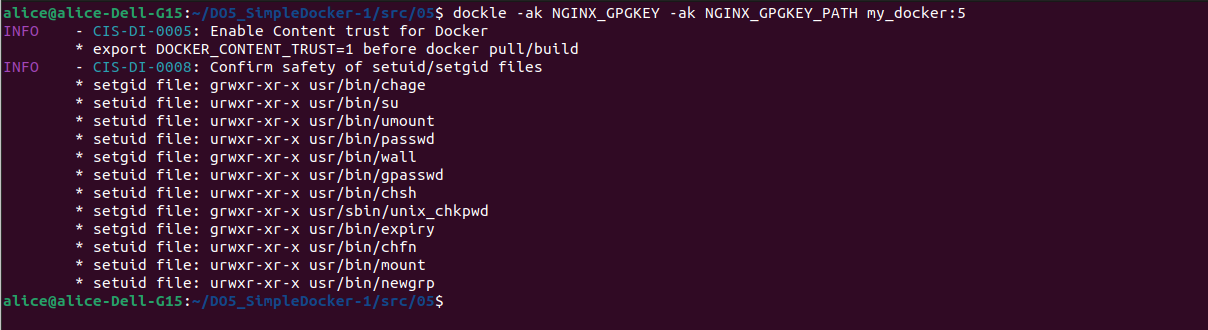 alice@alice-Dell-G15:~/DO5_SimpleDocker-1/src/05$ dockle -ak NGINX_GPGKEY -ak NGINX_GPGKEY_PATH my_docker:5
INFO - CIS-DI-0005: Enable Content trust for Docker
* export DOCKER_CONTENT_TRUST=1 before docker pull/build
INFO - CIS-DI-0008: Confirm safety of setuid/setgid files
* setgid file: grwxr-xr-x usr/bin/chage
* setuid file: urwxr-xr-x usr/bin/su
* setuid file: urwxr-xr-x usr/bin/umount
* setuid file: urwxr-xr-x usr/bin/passwd
* setgid file: grwxr-xr-x usr/bin/wall
* setuid file: urwxr-xr-x usr/bin/gpasswd
* setuid file: urwxr-xr-x usr/bin/chsh
* setgid file: grwxr-xr-x usr/sbin/unix_chkpwd
* setgid file: grwxr-xr-x usr/bin/expiry
* setuid file: urwxr-xr-x usr/bin/chfn
* setuid file: urwxr-xr-x usr/bin/mount
* setuid file: urwxr-xr-x usr/bin/newgrp
alice@alice-Dell-G15:~/DO5_SimpleDocker-1/src/05$